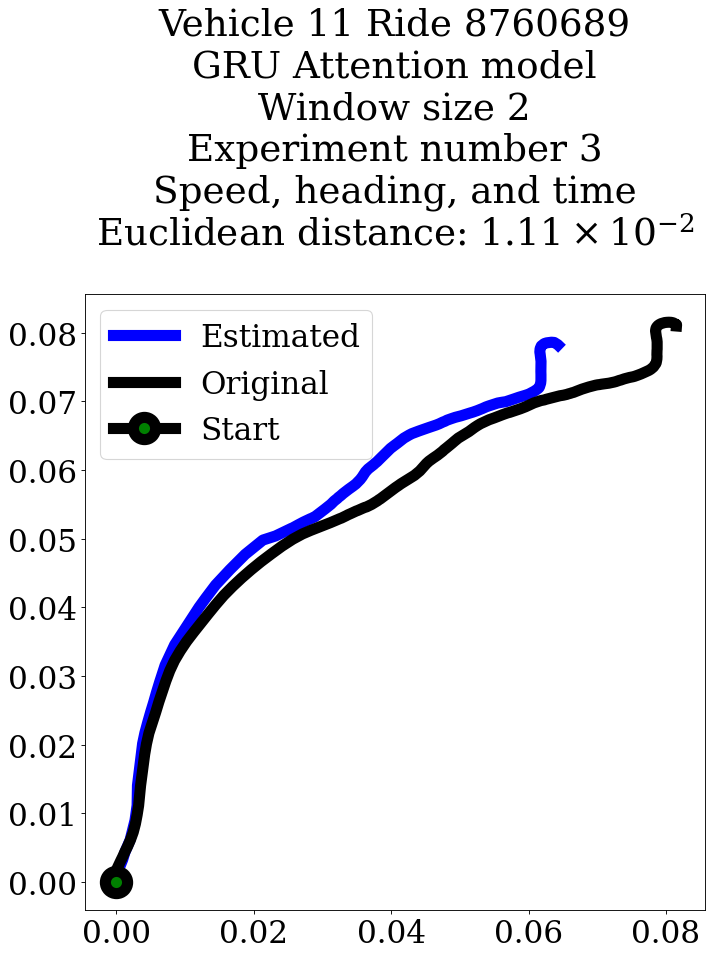 Vehicle 11 Ride 8760689
GRU Attention model
Window size 2
Experiment number 3
Speed, heading, and time
Euclidean distance: 1.11 × 10⁻²
Estimated
Original
Start
0.08
0.07
0.06
0.05
0.04
0.03
0.02
0.01
0.00
0.00 0.02 0.04 0.06 0.08